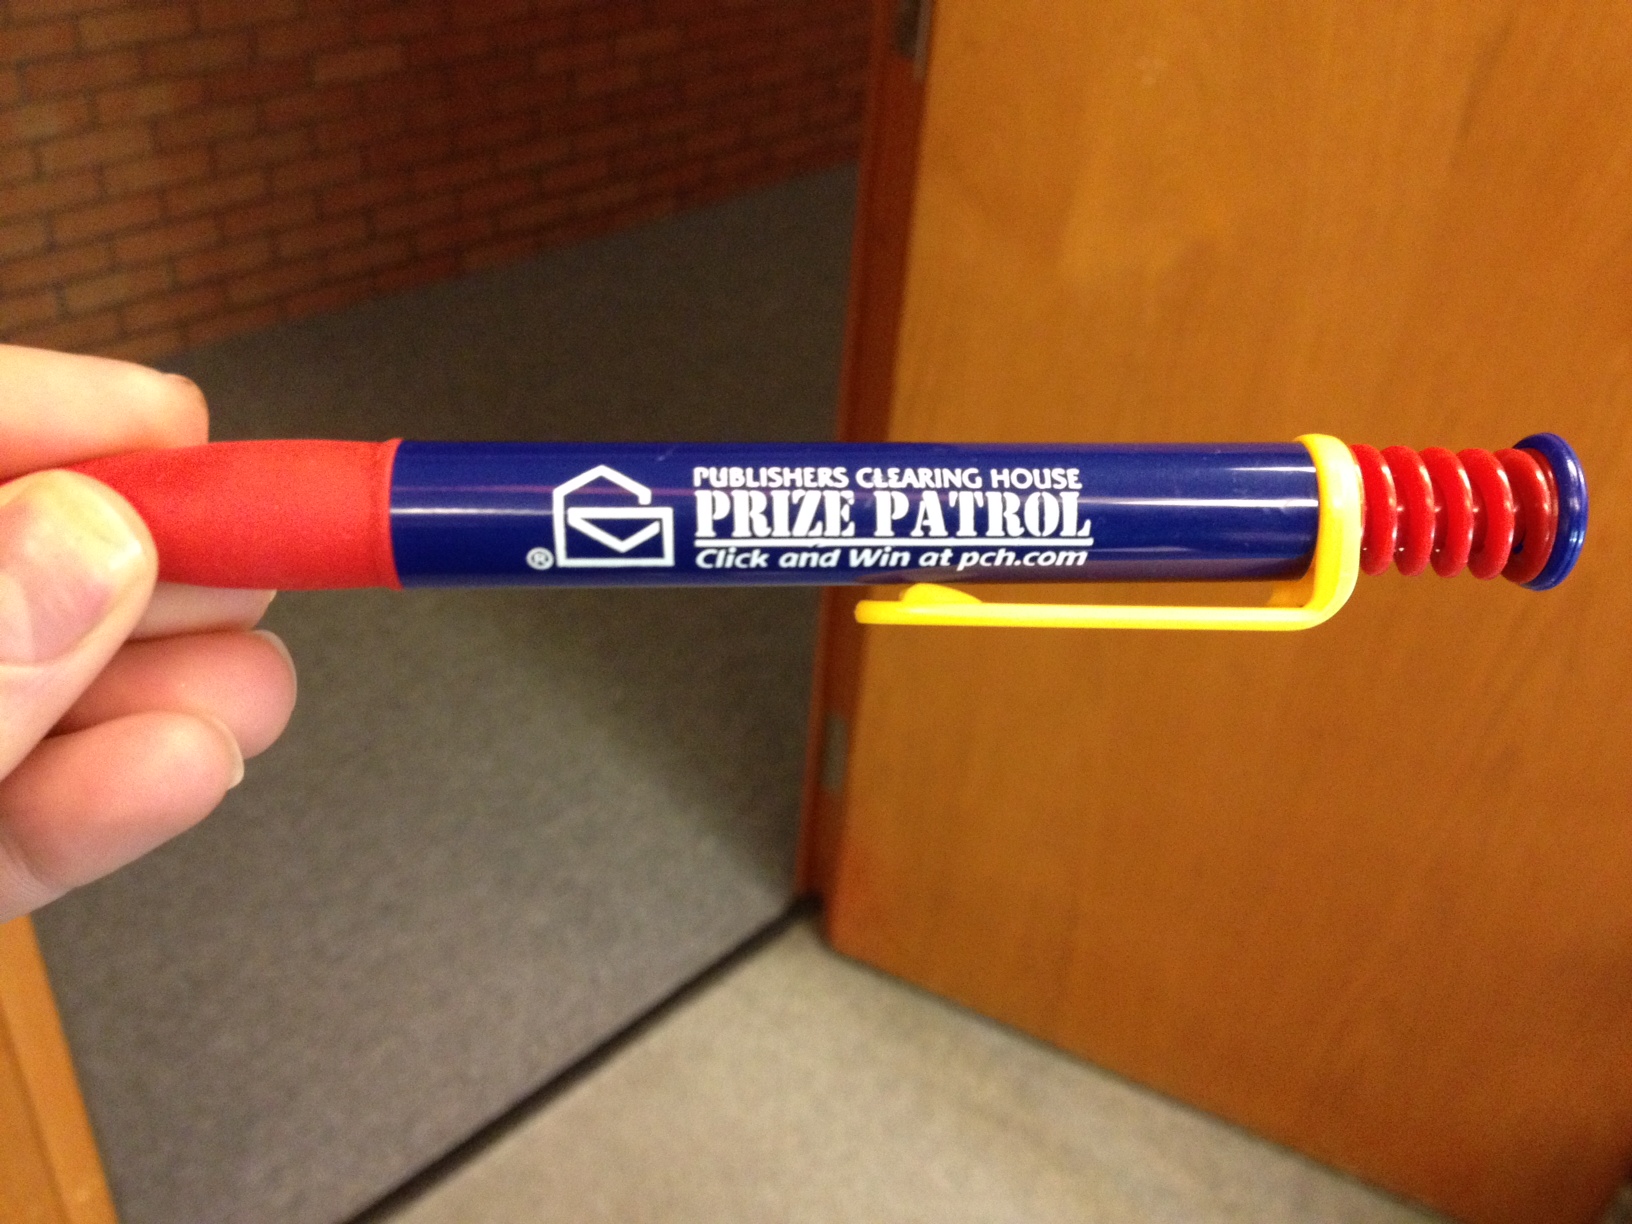 PUBLISHERS CLEARING HOUSE
PRIZE PATROL
® Click and Win at pch.com